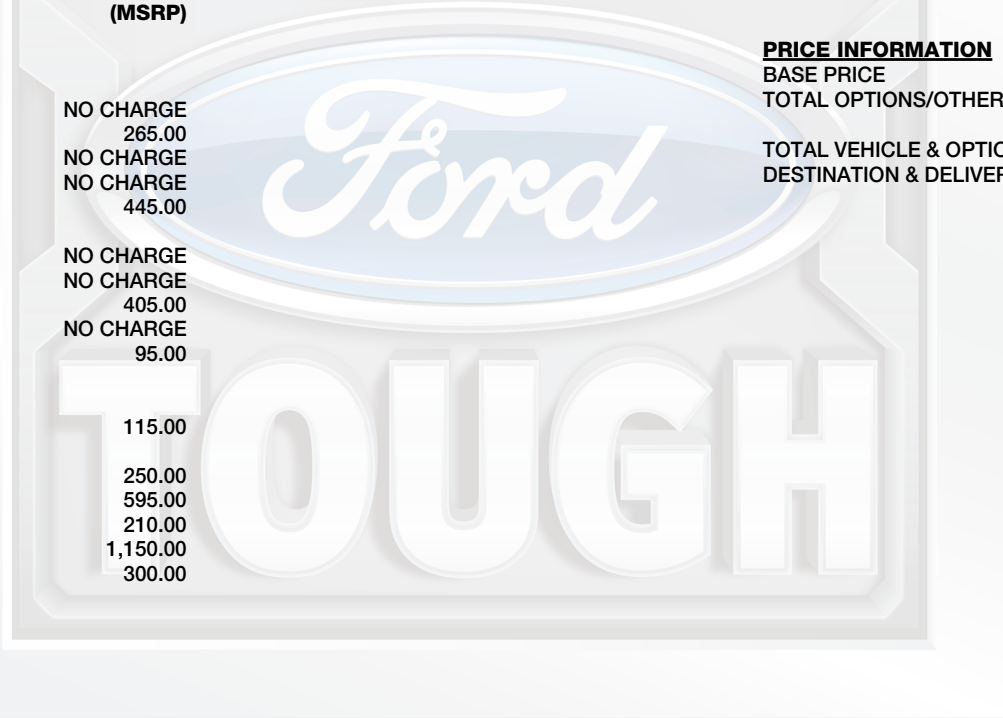 (MSRP)
NO CHARGE
265.00
NO CHARGE
NO CHARGE
445.00
NO CHARGE
NO CHARGE
405.00
NO CHARGE
95.00
115.00
250.00
595.00
210.00
1,150.00
300.00
PRICE INFORMATION
BASE PRICE
TOTAL OPTIONS/OTHER
TOTAL VEHICLE & OPTIO
DESTINATION & DELIVER
Ford
TOUGH